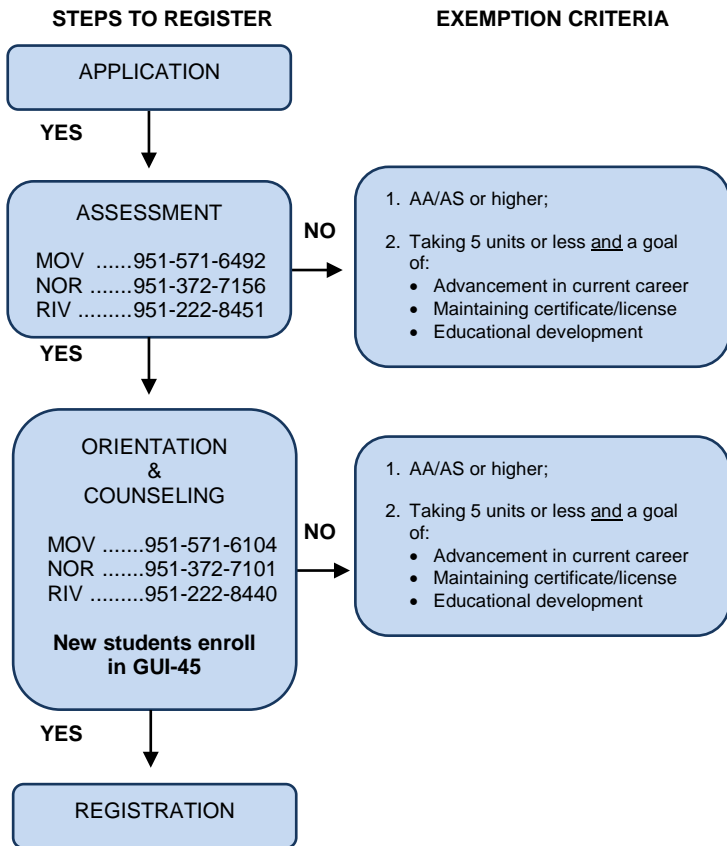 STEPS TO REGISTER
EXEMPTION CRITERIA
APPLICATION
YES
ASSESSMENT
MOV ......951-571-6492
NOR .......951-372-7156
RIV .........951-222-8451
NO
1. AA/AS or higher;
2. Taking 5 units or less and a goal
of:
• Advancement in current career
• Maintaining certificate/license
• Educational development
YES
ORIENTATION
&
COUNSELING
MOV .......951-571-6104
NOR ........951-372-7101
RIV .........951-222-8440
New students enroll
in GUI-45
NO
1. AA/AS or higher;
2. Taking 5 units or less and a goal
of:
• Advancement in current career
• Maintaining certificate/license
• Educational development
YES
REGISTRATION